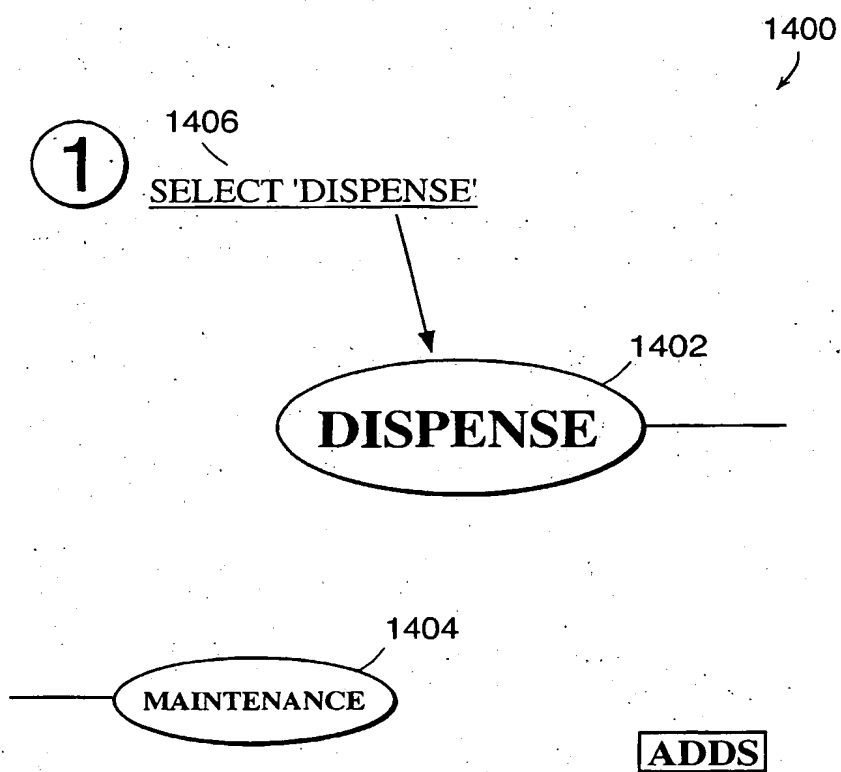 1400
1406
1
SELECT 'DISPENSE'
1402
DISPENSE
1404
MAINTENANCE
ADDS